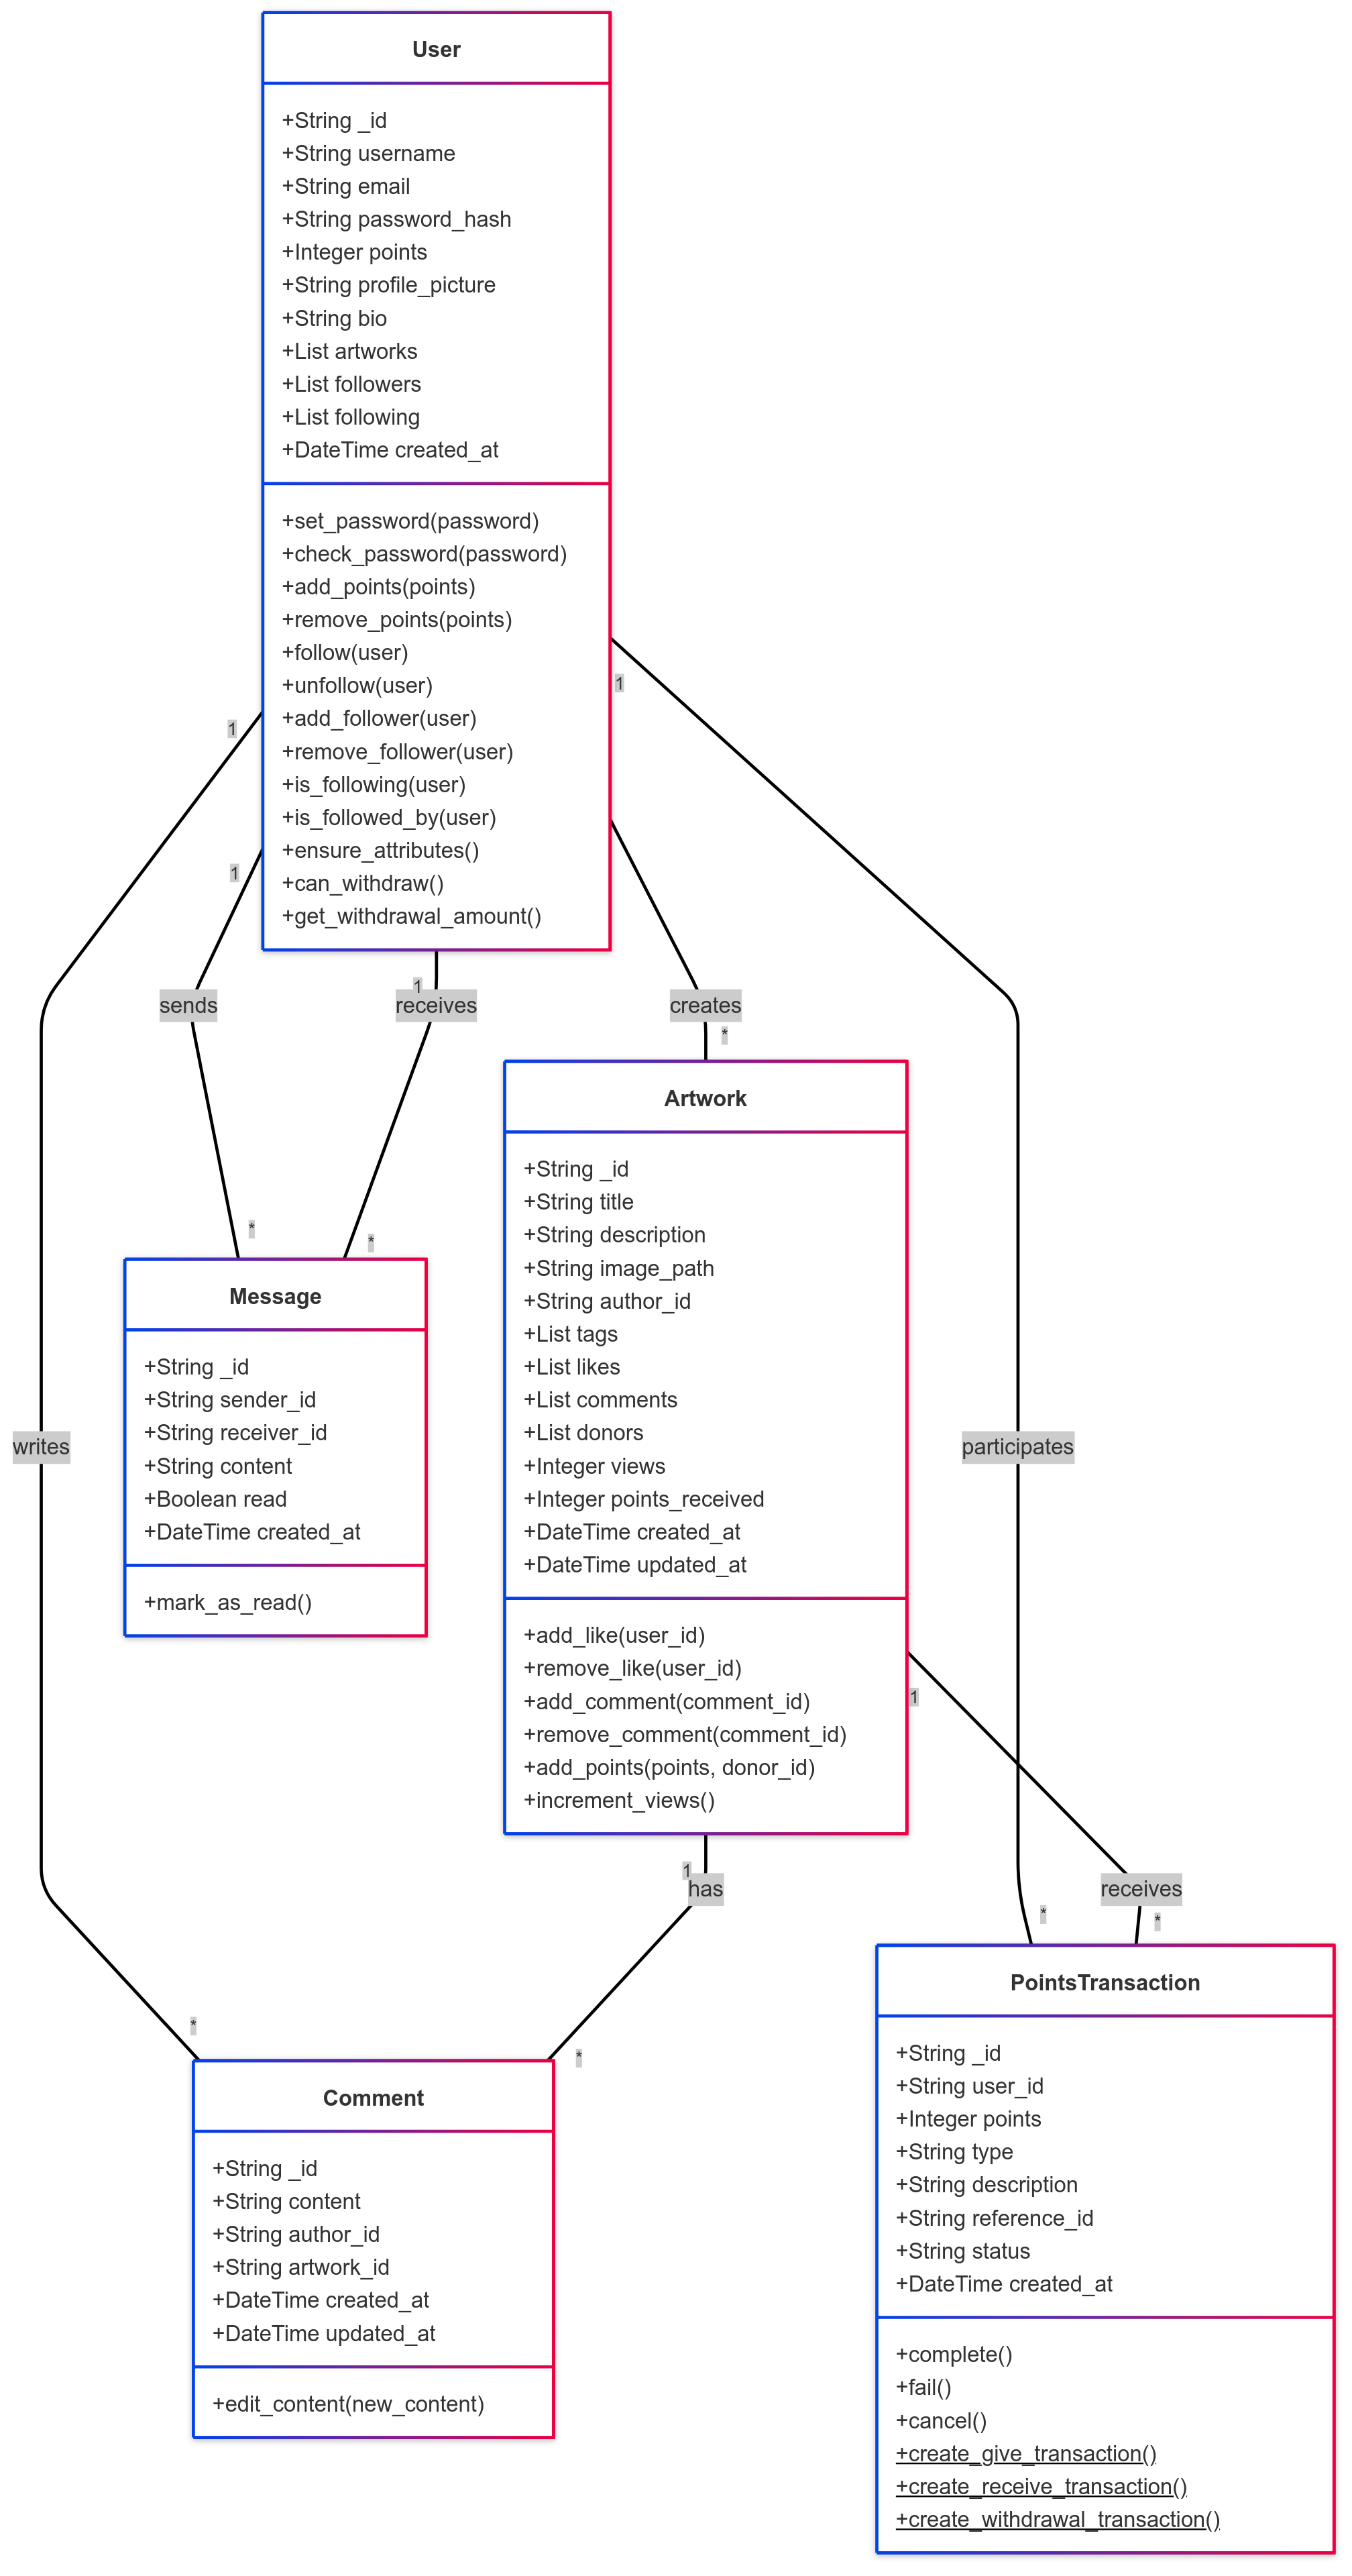 User
+String _id
+String username
+String email
+String password_hash
+Integer points
+String profile_picture
+String bio
+List artworks
+List followers
+List following
+DateTime created_at
+set_password(password)
+check_password(password)
+add_points(points)
+remove_points(points)
+follow(user)
+unfollow(user)
+add_follower(user)
+remove_follower(user)
+is_following(user)
+is_followed_by(user)
+ensure_attributes()
+can_withdraw()
+get_withdrawal_amount()
1
1
1
1
sends
receives
creates
*
*
*
Message
+String _id
+String sender_id
+String receiver_id
+String content
+Boolean read
+DateTime created_at
+mark_as_read()
Artwork
+String _id
+String title
+String description
+String image_path
+String author_id
+List tags
+List likes
+List comments
+List donors
+Integer views
+Integer points_received
+DateTime created_at
+DateTime updated_at
+add_like(user_id)
+remove_like(user_id)
+add_comment(comment_id)
+remove_comment(comment_id)
+add_points(points, donor_id)
+increment_views()
writes
participates
1
1
has
receives
*
*
*
*
Comment
+String _id
+String content
+String author_id
+String artwork_id
+DateTime created_at
+DateTime updated_at
+edit_content(new_content)
PointsTransaction
+String _id
+String user_id
+Integer points
+String type
+String description
+String reference_id
+String status
+DateTime created_at
+complete()
+fail()
+cancel()
+create_give_transaction()
+create_receive_transaction()
+create_withdrawal_transaction()